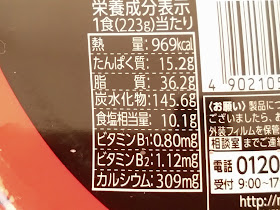 栄養成分表示
1食(223g)当たり
熱量 969kcal
たんぱく質: 15.2g
脂質: 36.2g
炭水化物: 145.6g
食塩相当量: 10.1g
ビタミンB1: 0.80mg
ビタミンB2: 1.12mg
カルシウム: 309mg
4 902105
《お願い》製品に
ございましたら、お
外装フィルムを保管
相談室 までご連絡
電話 0120
受付 9:00~17